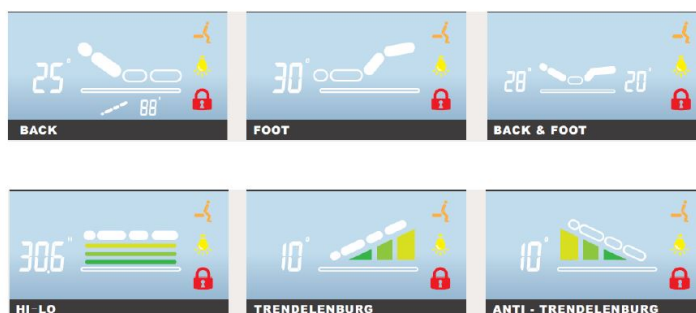 25°
88°
BACK
30°
FOOT
28° 20°
BACK & FOOT
30.6"
HI-LO
10°
TRENDELENBURG
10°
ANTI - TRENDELENBURG